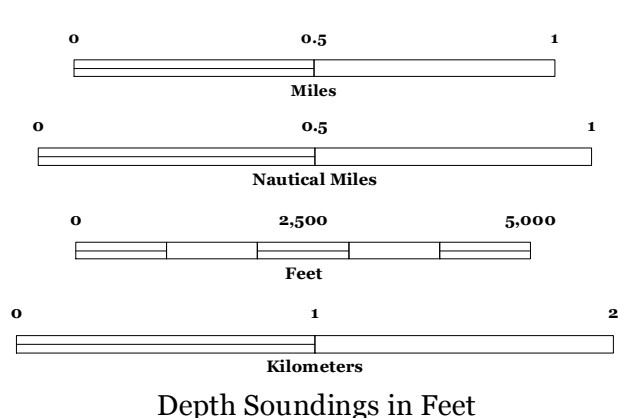 0 0.5 1
Miles
0 0.5 1
Nautical Miles
0 2,500 5,000
Feet
0 1 2
Kilometers
Depth Soundings in Feet